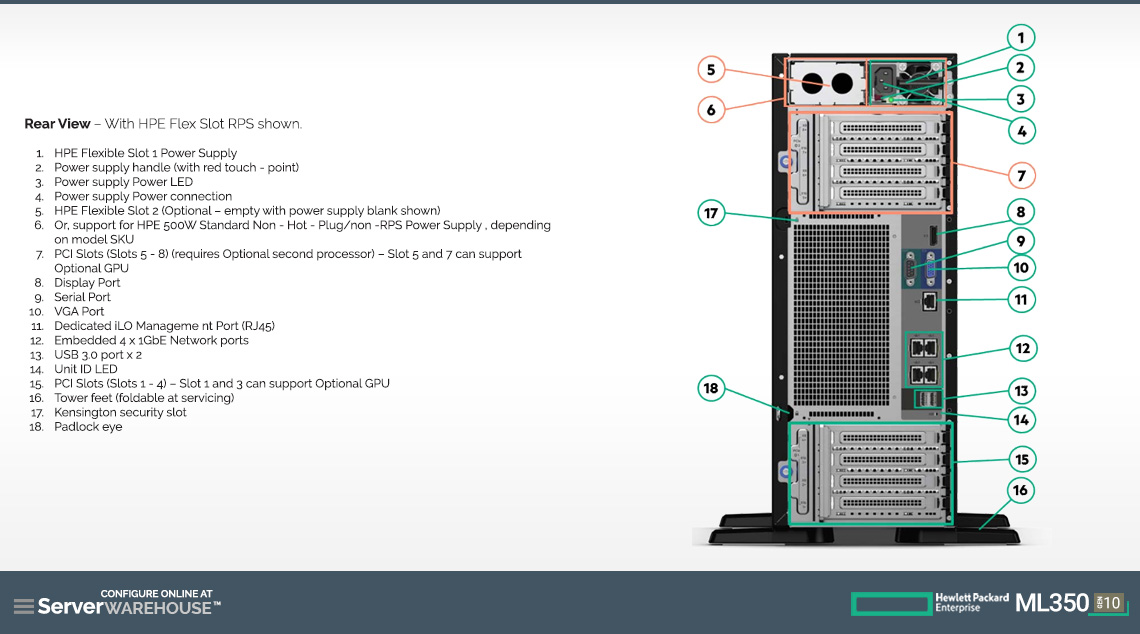 Rear View – With HPE Flex Slot RPS shown.
1. HPE Flexible Slot 1 Power Supply
2. Power supply handle (with red touch - point)
3. Power supply Power LED
4. Power supply Power connection
5. HPE Flexible Slot 2 (Optional – empty with power supply blank shown)
6. Or, support for HPE 500W Standard Non - Hot - Plug/non -RPS Power Supply , depending
on model SKU
7. PCI Slots (Slots 5 - 8) (requires Optional second processor) – Slot 5 and 7 can support
Optional GPU
8. Display Port
9. Serial Port
10. VGA Port
11. Dedicated iLO Manageme nt Port (RJ45)
12. Embedded 4 x 1GbE Network ports
13. USB 3.0 port x 2
14. Unit ID LED
15. PCI Slots (Slots 1 - 4) – Slot 1 and 3 can support Optional GPU
16. Tower feet (foldable at servicing)
17. Kensington security slot
18. Padlock eye
1
2
3
4
5
6
7
8
9
10
11
12
13
14
15
16
17
18
CONFIGURE ONLINE AT
ServerWAREHOUSE™
Hewlett Packard
Enterprise
ML350 GEN 10